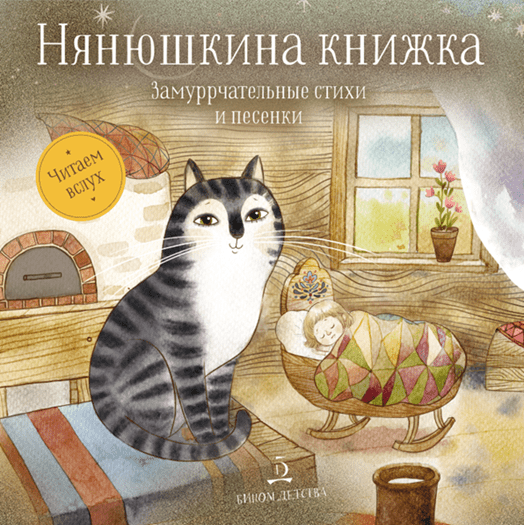 Нянюшкина книжка
Замуррчательные стихи
и песенки
Читаем
вслух
БИНОМ ДЕТСТВА